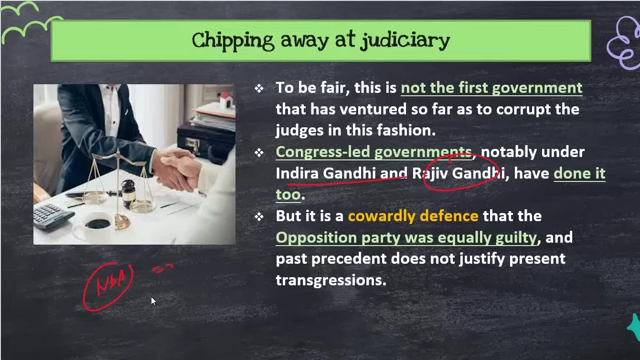 Chipping away at judiciary
To be fair, this is not the first government
that has ventured so far as to corrupt the
judges in this fashion.
Congress-led governments, notably under
Indira Gandhi and Rajiv Gandhi, have done it
too.
But it is a cowardly defence that the
Opposition party was equally guilty, and
past precedent does not justify present
transgressions.
NDA